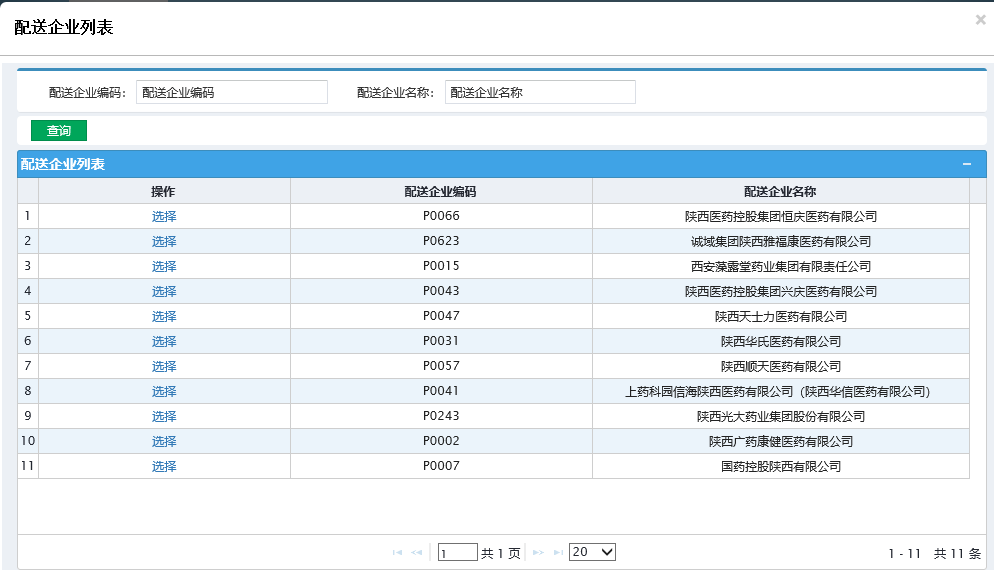 配送企业列表
×
配送企业编码： 配送企业编码 配送企业名称： 配送企业名称
查询
配送企业列表 −
操作 配送企业编码 配送企业名称
1 选择 P0066 陕西医药控股集团恒庆医药有限公司
2 选择 P0623 诚域集团陕西雅福康医药有限公司
3 选择 P0015 西安藻露堂药业集团有限责任公司
4 选择 P0043 陕西医药控股集团兴庆医药有限公司
5 选择 P0047 陕西天士力医药有限公司
6 选择 P0031 陕西华氏医药有限公司
7 选择 P0057 陕西顺天医药有限公司
8 选择 P0041 上药科园信海陕西医药有限公司（陕西华信医药有限公司）
9 选择 P0243 陕西光大药业集团股份有限公司
10 选择 P0002 陕西广药康健医药有限公司
11 选择 P0007 国药控股陕西有限公司
1 共 1 页 20 1 - 11 共 11 条